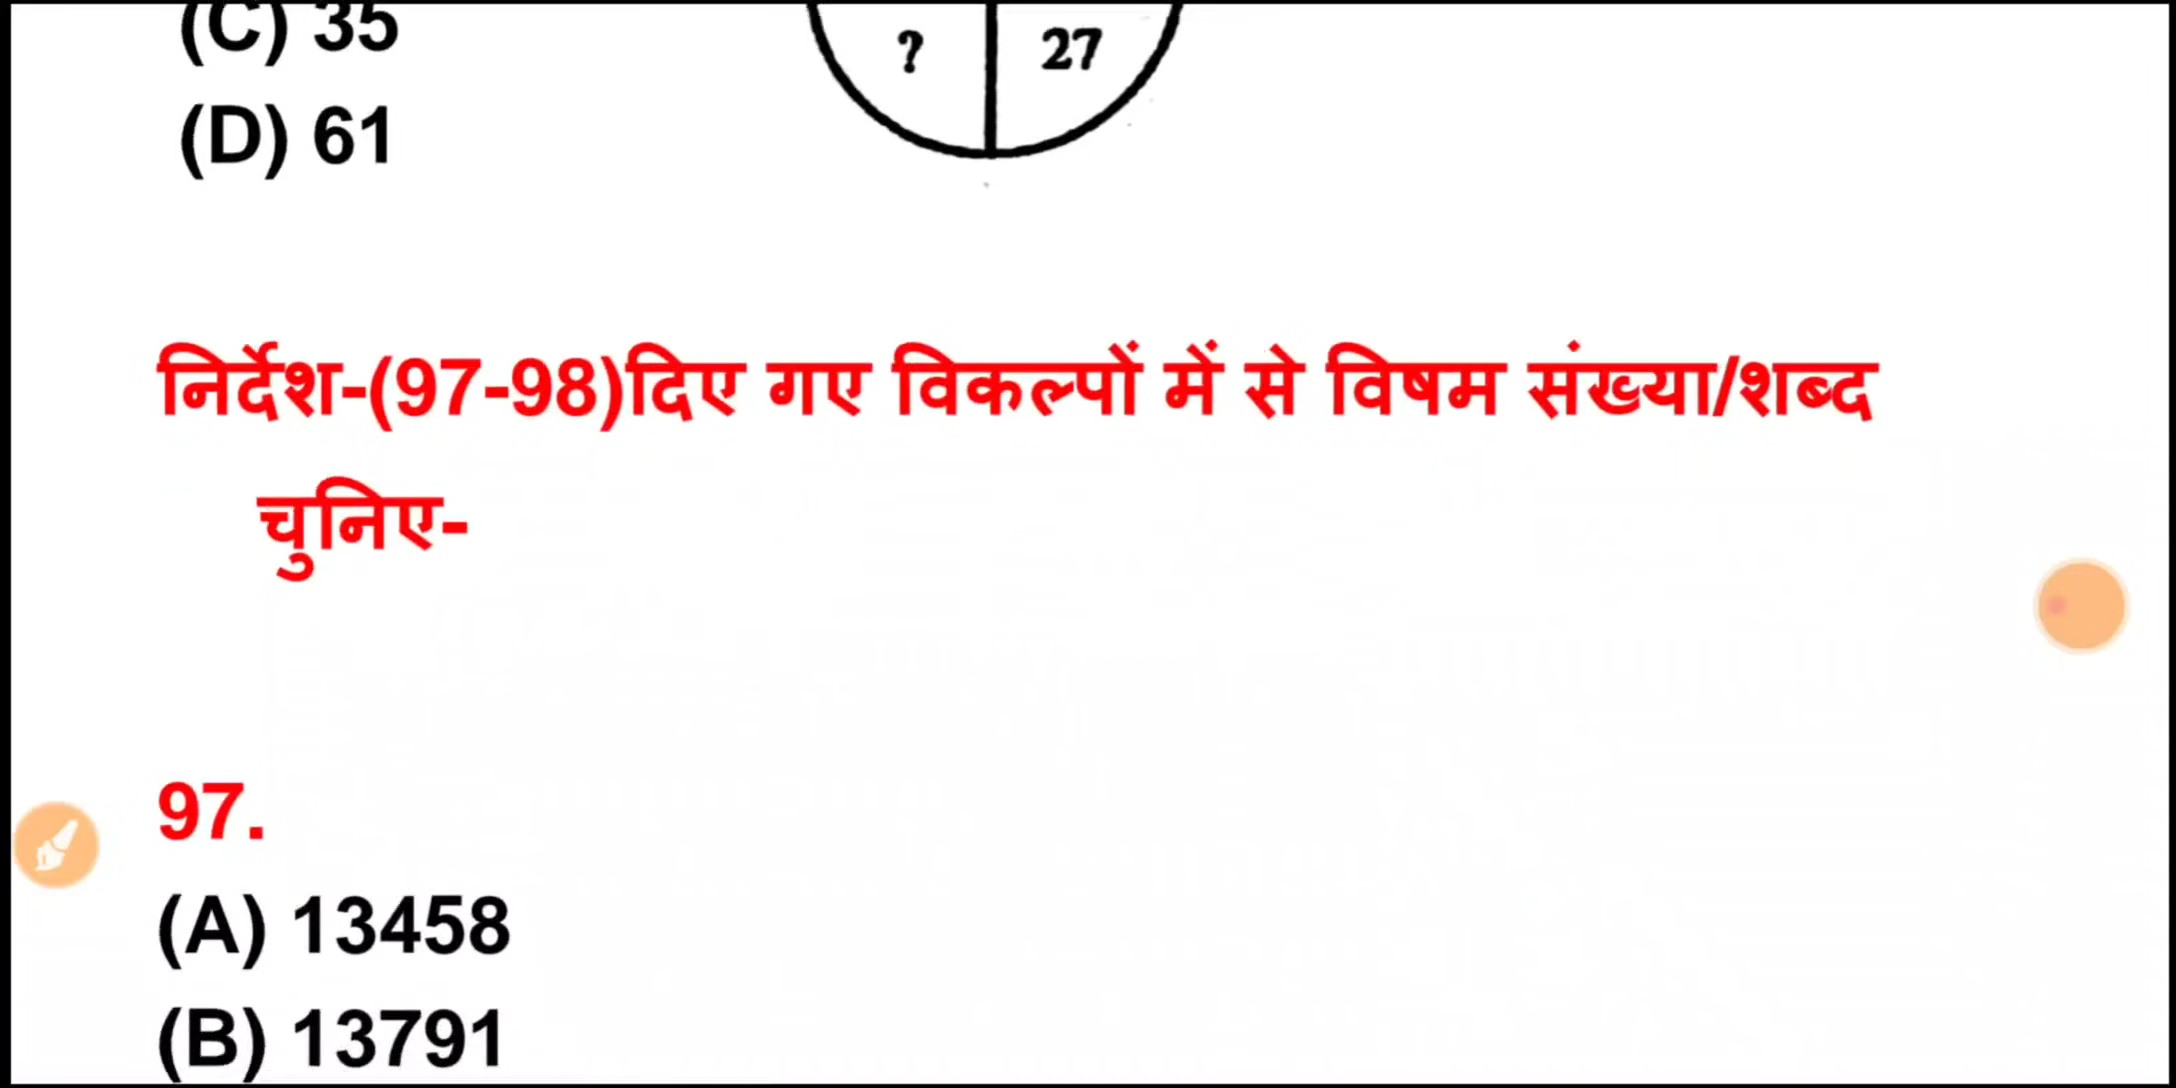 (C) 35
? 27
(D) 61
निर्देश-(97-98)दिए गए विकल्पों में से विषम संख्या/शब्द
चुनिए-
97.
(A) 13458
(B) 13791